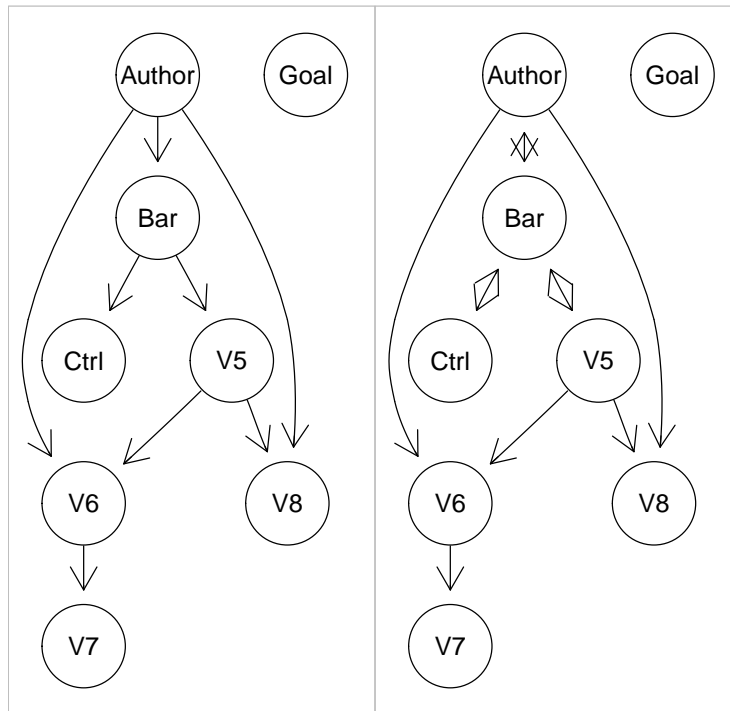 Author Goal
Bar
Ctrl V5
V6 V8
V7
Author Goal
Bar
Ctrl V5
V6 V8
V7